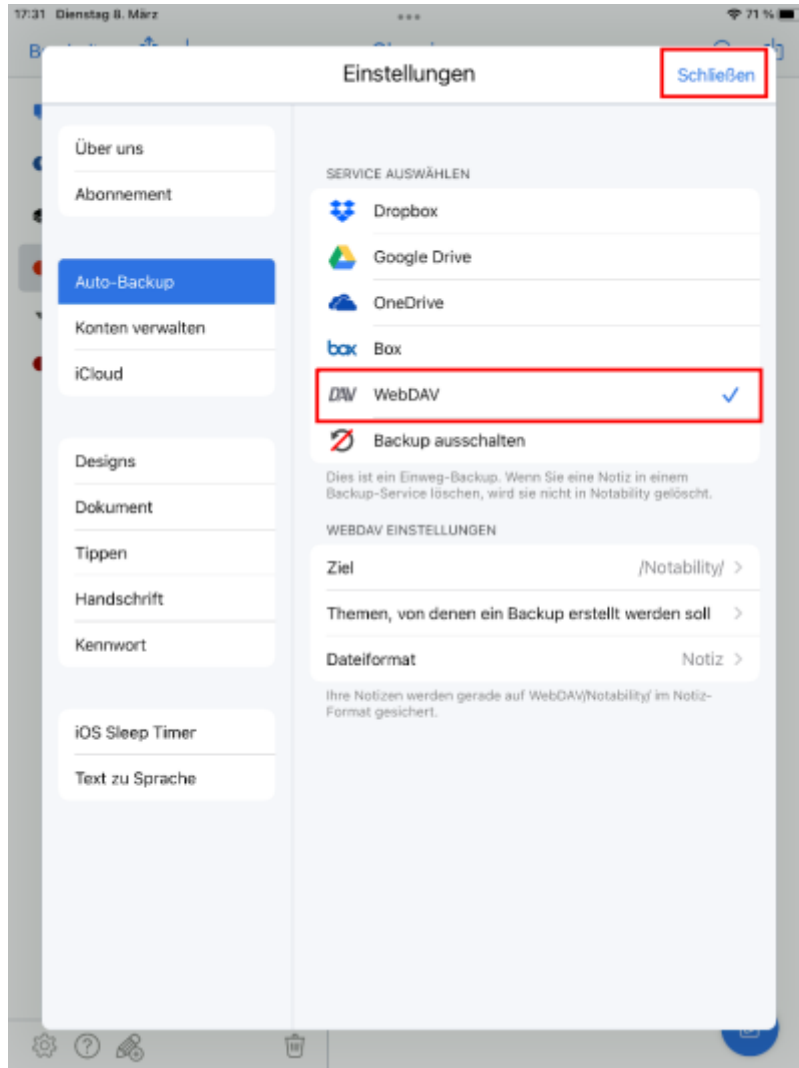 17:31 Dienstag 8. März
71 %
Einstellungen
Schließen
Über uns
Abonnement
Auto-Backup
Konten verwalten
iCloud
Designs
Dokument
Tippen
Handschrift
Kennwort
iOS Sleep Timer
Text zu Sprache
SERVICE AUSWÄHLEN
Dropbox
Google Drive
OneDrive
box Box
DAV WebDAV
Backup ausschalten
Dies ist ein Einweg-Backup. Wenn Sie eine Notiz in einem
Backup-Service löschen, wird sie nicht in Notability gelöscht.
WEBDAV EINSTELLUNGEN
Ziel /Notability/
Themen, von denen ein Backup erstellt werden soll
Dateiformat Notiz
Ihre Notizen werden gerade auf WebDAV/Notability/ im Notiz-
Format gesichert.